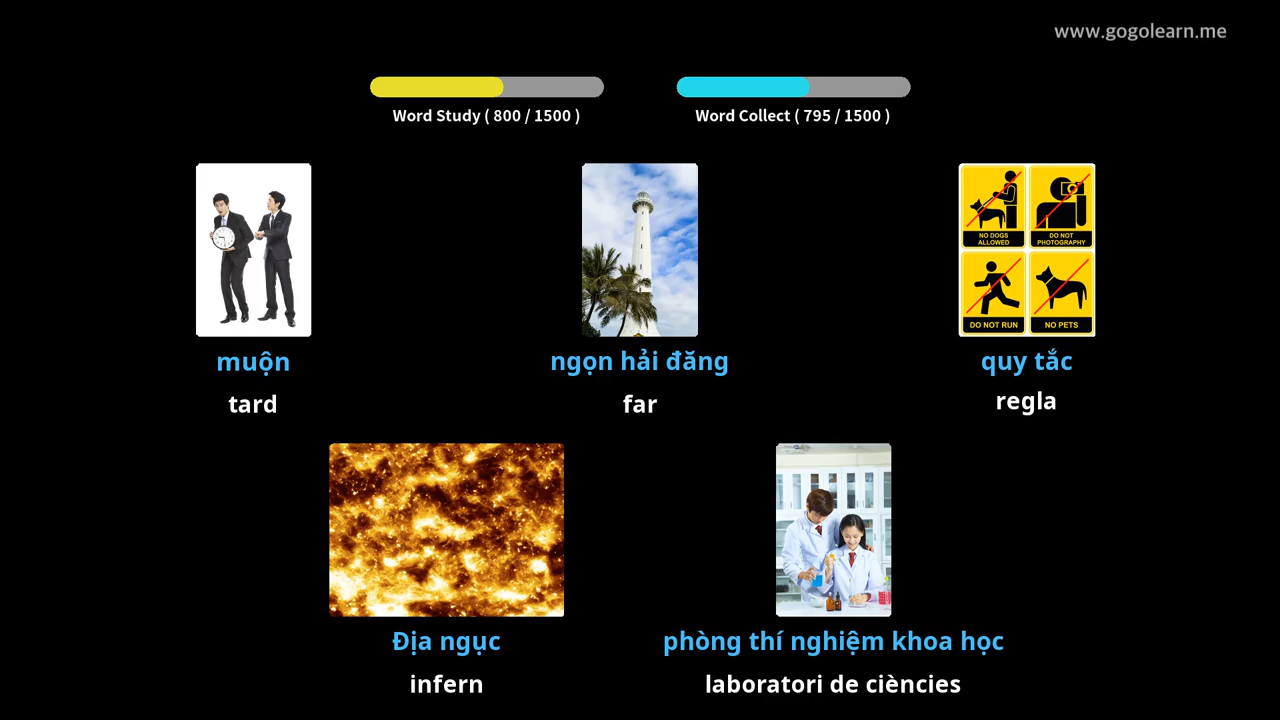 www.gogolearn.me
Word Study ( 800 / 1500 )
Word Collect ( 795 / 1500 )
NO DOGS
ALLOWED
DO NOT
PHOTOGRAPHY
DO NOT RUN
NO PETS
muộn
ngọn hải đăng
quy tắc
tard
far
regla
Địa ngục
phòng thí nghiệm khoa học
infern
laboratori de ciències